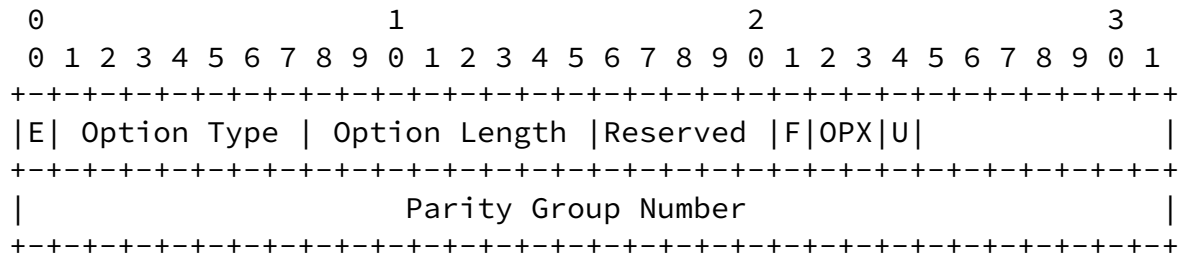 0                   1                   2                   3
 0 1 2 3 4 5 6 7 8 9 0 1 2 3 4 5 6 7 8 9 0 1 2 3 4 5 6 7 8 9 0 1
+-+-+-+-+-+-+-+-+-+-+-+-+-+-+-+-+-+-+-+-+-+-+-+-+-+-+-+-+-+-+-+-+
|E| Option Type | Option Length |Reserved |F|OPX|U|             |
+-+-+-+-+-+-+-+-+-+-+-+-+-+-+-+-+-+-+-+-+-+-+-+-+-+-+-+-+-+-+-+-+
|                     Parity Group Number                       |
+-+-+-+-+-+-+-+-+-+-+-+-+-+-+-+-+-+-+-+-+-+-+-+-+-+-+-+-+-+-+-+-+